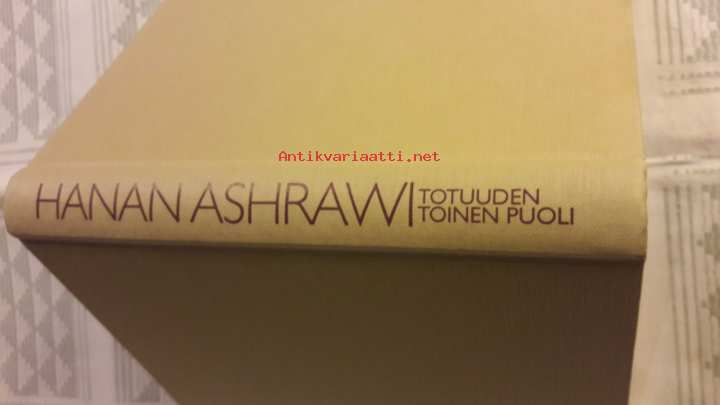 Antikvariaatti.net
HANAN ASHRAWI
TOTUUDEN
TOINEN PUOLI